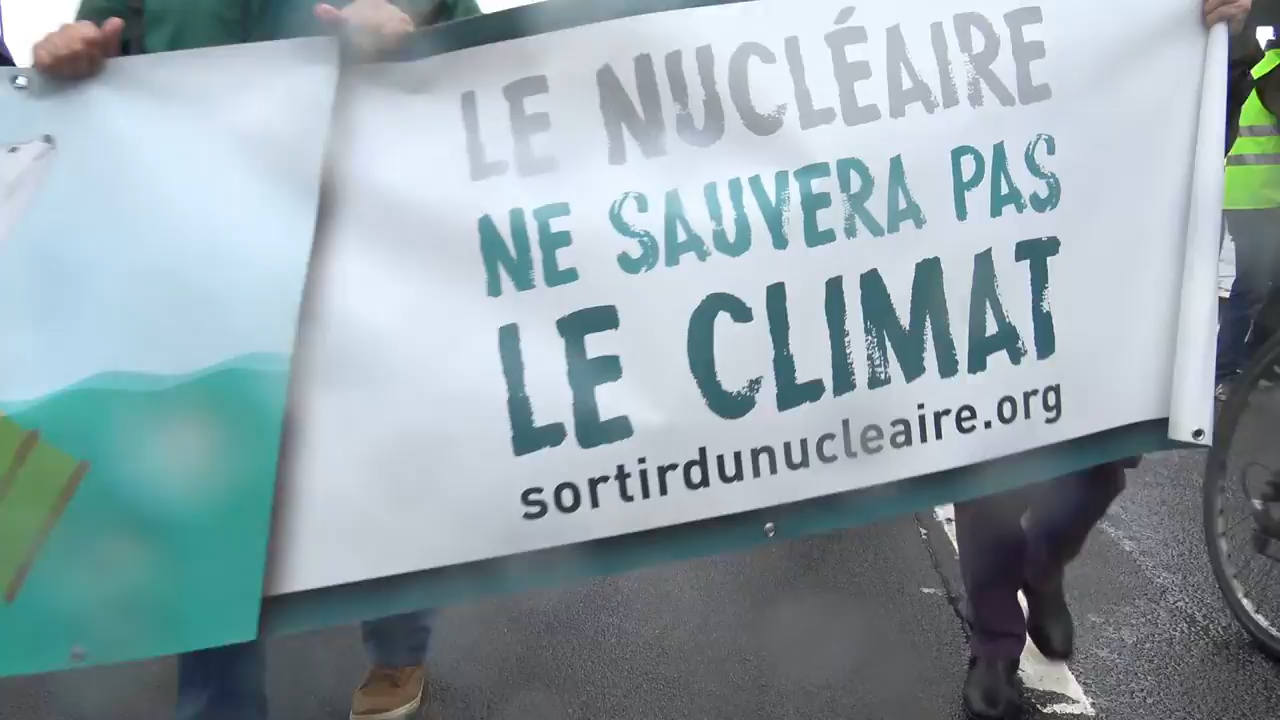 LE NUCLÉAIRE
NE SAUVERA PAS
LE CLIMAT
sortirdunucleaire.org